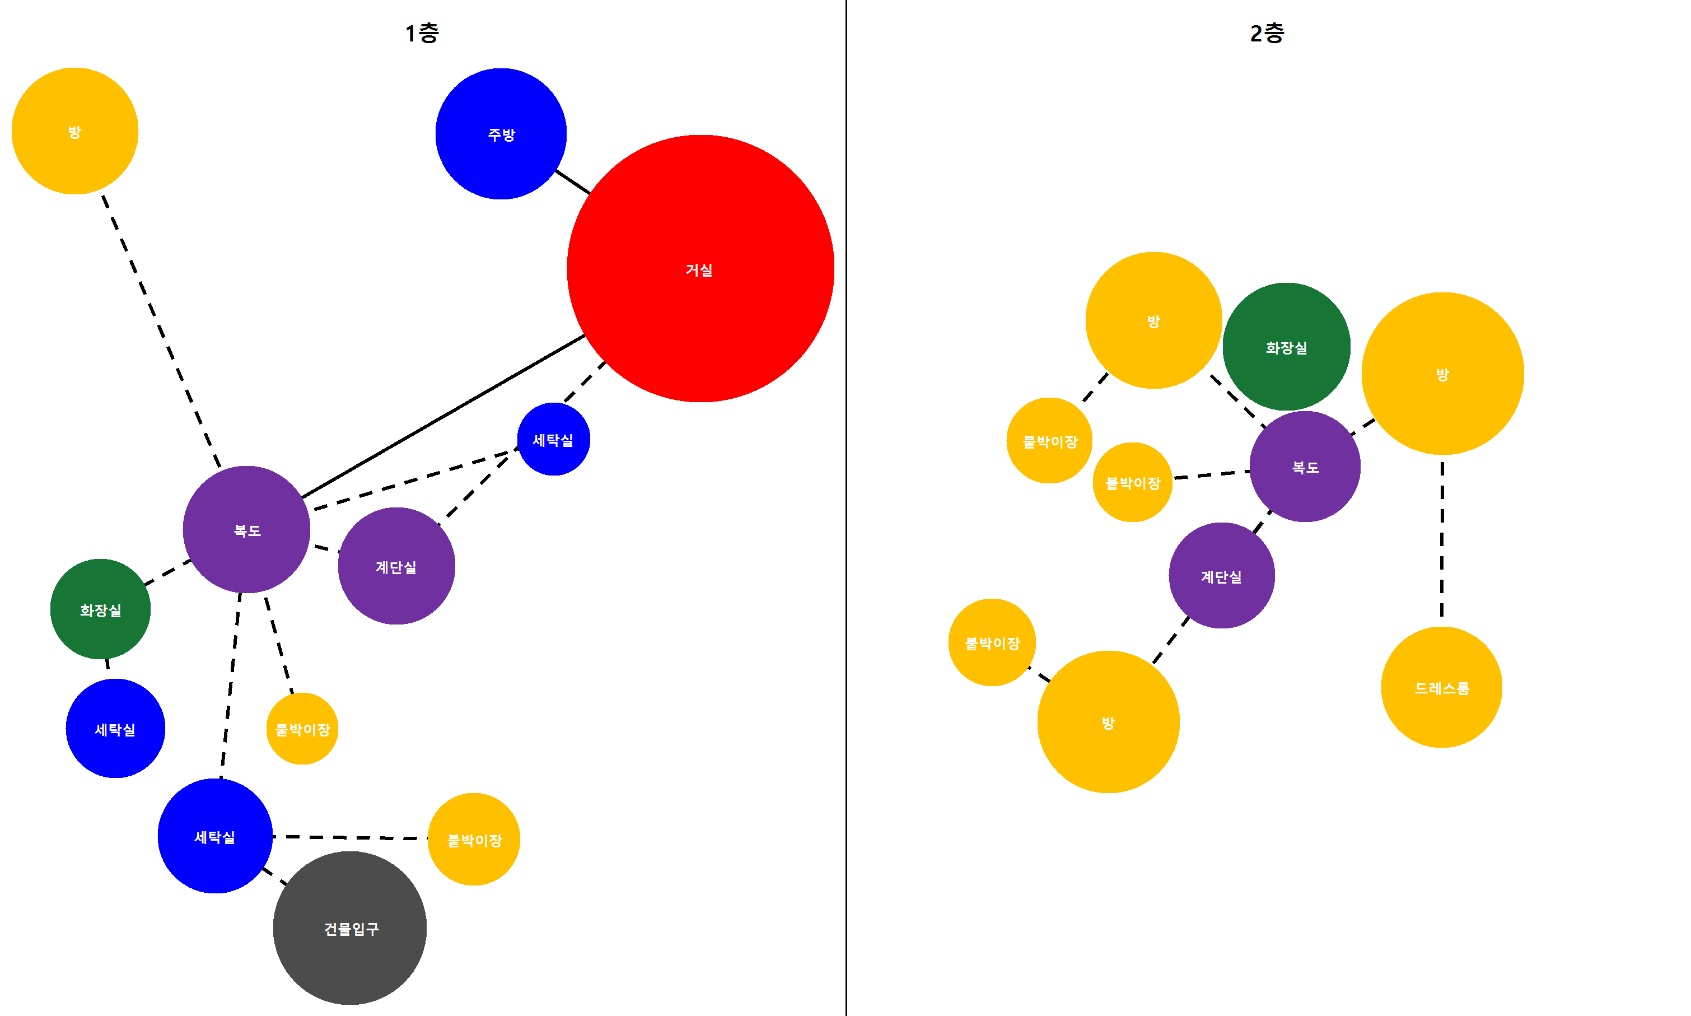 1층
방
주방
거실
세탁실
복도
계단실
화장실
세탁실
붙박이장
세탁실
붙박이장
건물입구
2층
방
화장실
방
붙박이장
복도
붙박이장
계단실
붙박이장
드레스룸
방